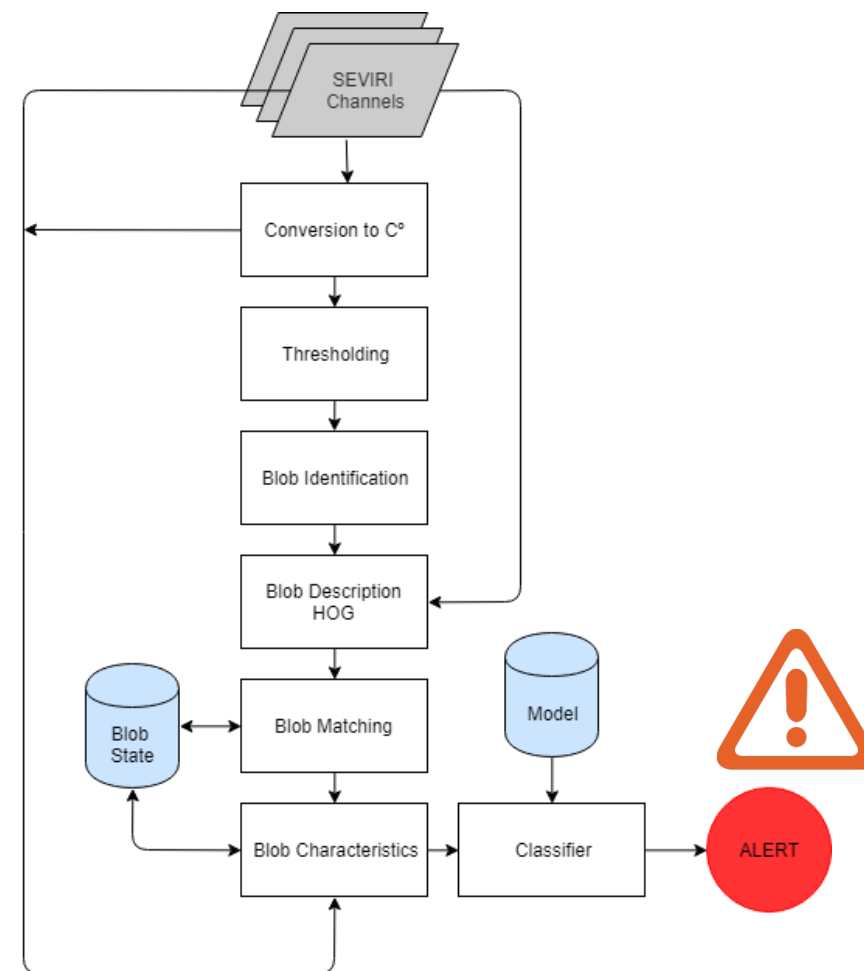 SEVIRI
Channels
Conversion to Cº
Thresholding
Blob Identification
Blob Description
HOG
Blob Matching
Blob
State
Model
Blob Characteristics
Classifier
ALERT